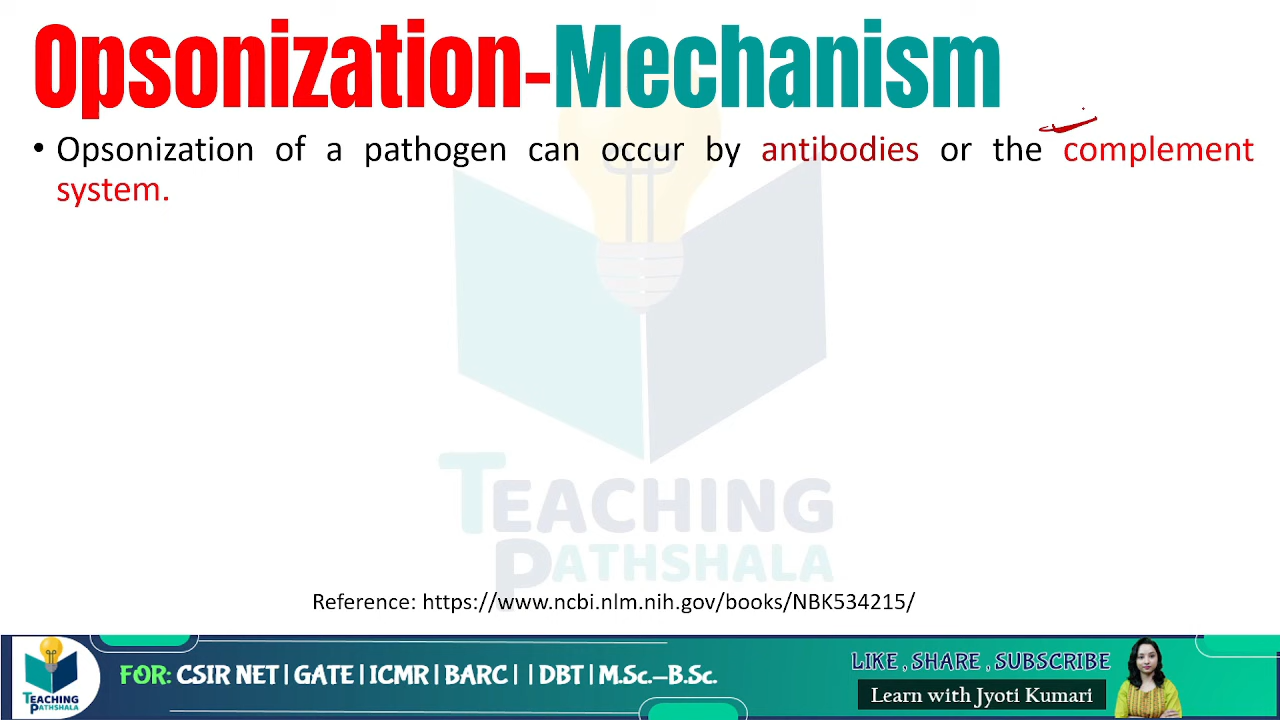 Opsonization-Mechanism
• Opsonization of a pathogen can occur by antibodies or the complement
system.
TEACHING
PATHSHALA
Reference: https://www.ncbi.nlm.nih.gov/books/NBK534215/
TEACHING
PATHSHALA
FOR: CSIR NET | GATE | ICMR | BARC | | DBT | M.Sc.-B.Sc.
LIKE , SHARE , SUBSCRIBE
Learn with Jyoti Kumari